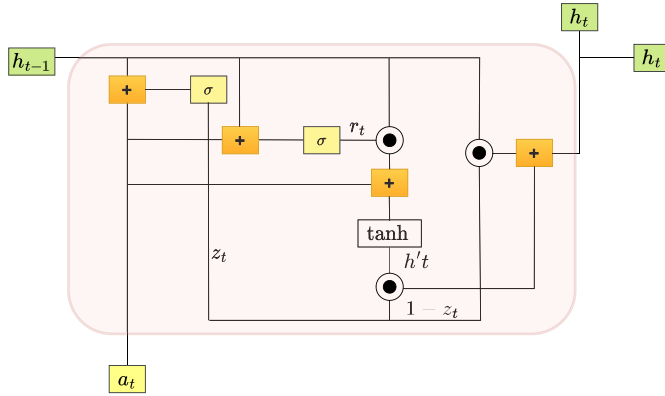 h_t
h_{t-1}
h_t
+
σ
+
σ
r_t
+
+
tanh
z_t
h't
1 - z_t
a_t